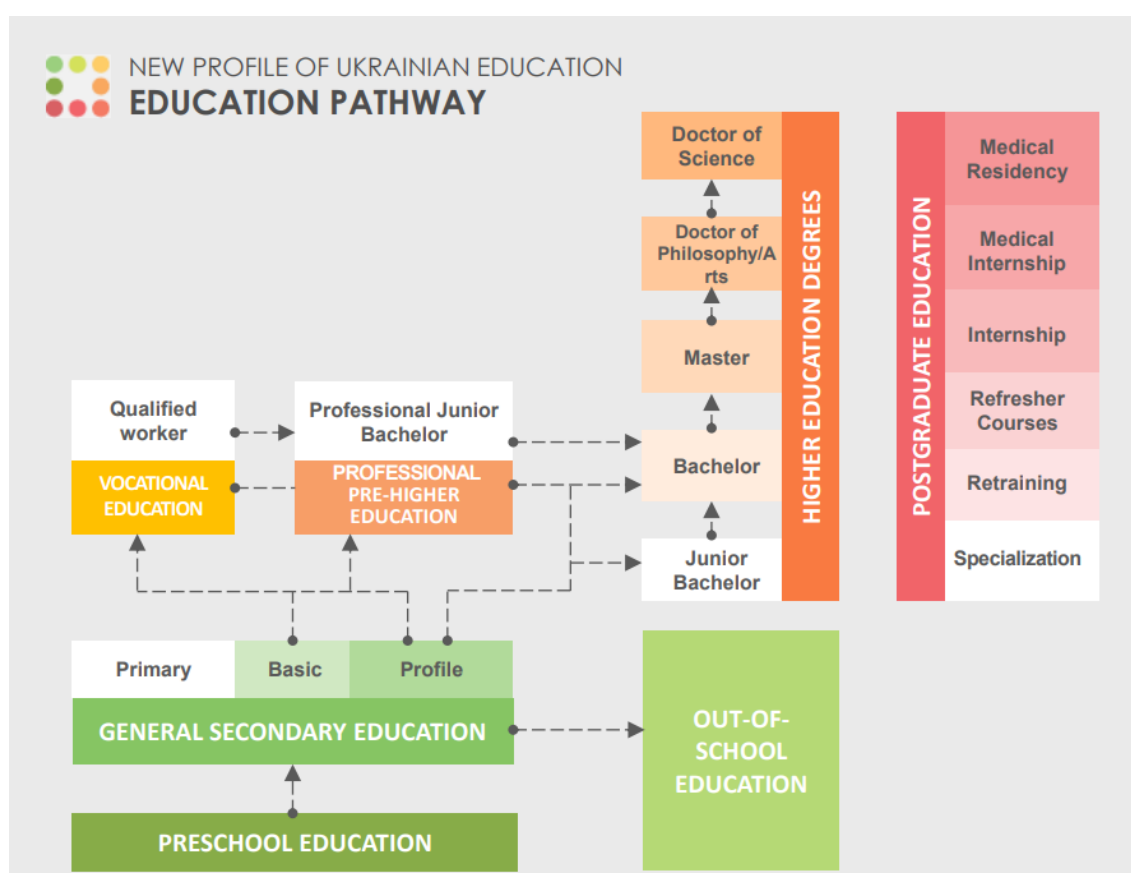 NEW PROFILE OF UKRAINIAN EDUCATION
EDUCATION PATHWAY
Doctor of
Science
Doctor of
Philosophy/A
rts
Master
Bachelor
Junior
Bachelor
HIGHER EDUCATION DEGREES
POSTGRADUATE EDUCATION
Medical
Residency
Medical
Internship
Internship
Refresher
Courses
Retraining
Specialization
Qualified
worker
VOCATIONAL
EDUCATION
Professional Junior
Bachelor
PROFESSIONAL
PRE-HIGHER
EDUCATION
Primary
Basic
Profile
GENERAL SECONDARY EDUCATION
OUT-OF-
SCHOOL
EDUCATION
PRESCHOOL EDUCATION